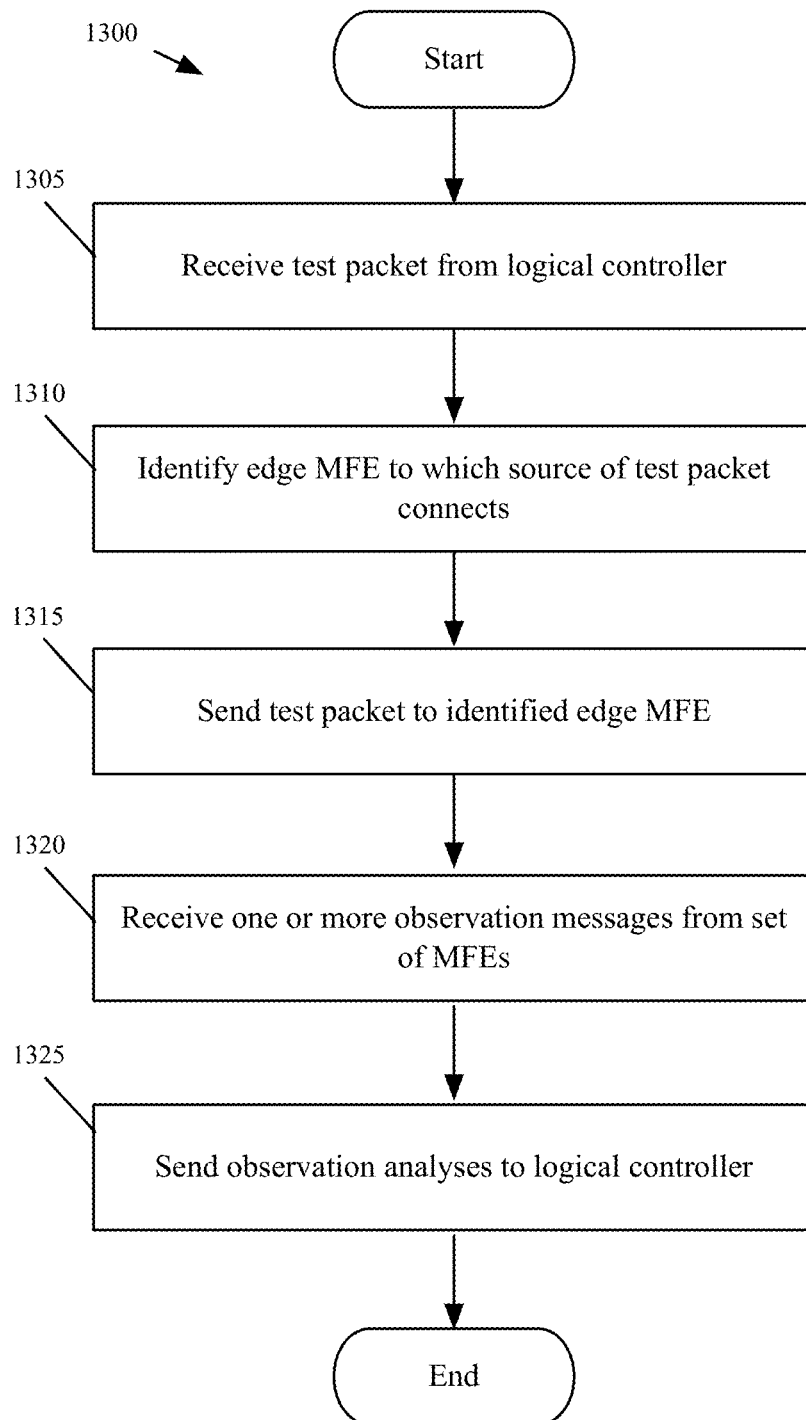 1300
Start
1305
Receive test packet from logical controller
1310
Identify edge MFE to which source of test packet
connects
1315
Send test packet to identified edge MFE
1320
Receive one or more observation messages from set
of MFEs
1325
Send observation analyses to logical controller
End